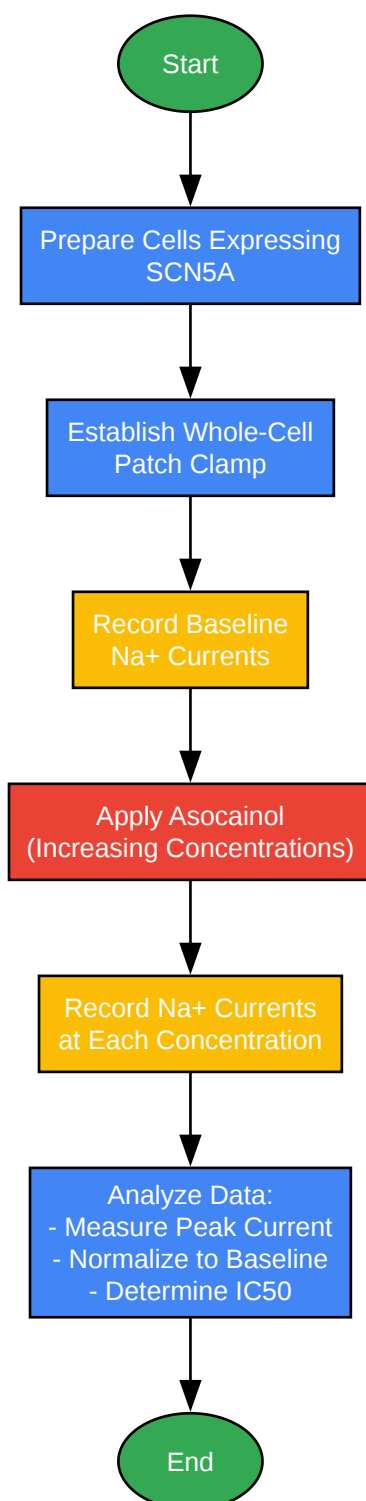 Start
Prepare Cells Expressing
SCN5A
Establish Whole-Cell
Patch Clamp
Record Baseline
Na+ Currents
Apply Asocainol
(Increasing Concentrations)
Record Na+ Currents
at Each Concentration
Analyze Data:
- Measure Peak Current
- Normalize to Baseline
- Determine IC50
End